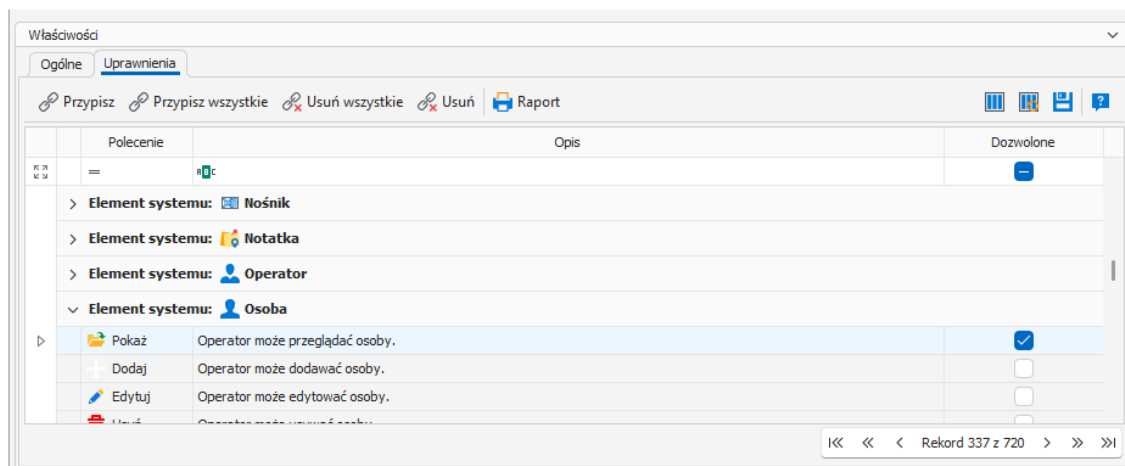 Właściwości
Ogólne Uprawnienia
Przypisz Przypisz wszystkie Usuń wszystkie Usuń Raport
Polecenie Opis Dozwolone
Element systemu: Nośnik
Element systemu: Notatka
Element systemu: Operator
Element systemu: Osoba
Pokaż Operator może przeglądać osoby.
Dodaj Operator może dodawać osoby.
Edytuj Operator może edytować osoby.
Rekord 337 z 720